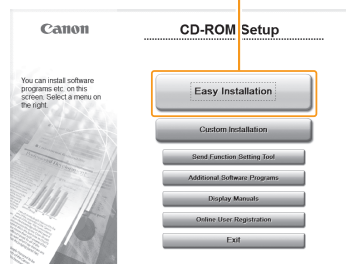 Canon
CD-ROM Setup
You can install software
programs etc. on this
screen. Select a menu on
the right.
Easy Installation
Custom Installation
Send Function Setting Tool
Additional Software Programs
Display Manuals
Online User Registration
Exit